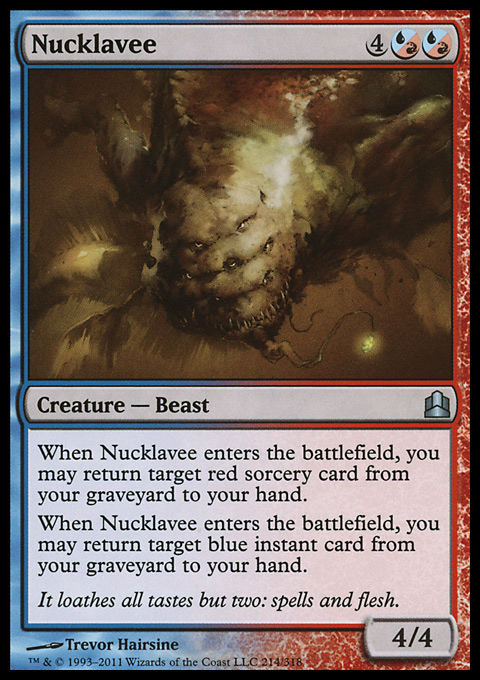 Nucklavee 4
Creature — Beast
When Nucklavee enters the battlefield, you
may return target red sorcery card from
your graveyard to your hand.
When Nucklavee enters the battlefield, you
may return target blue instant card from
your graveyard to your hand.
It loathes all tastes but two: spells and flesh.
Trevor Hairsine
4/4
™ & © 1993–2011 Wizards of the Coast LLC 214/318